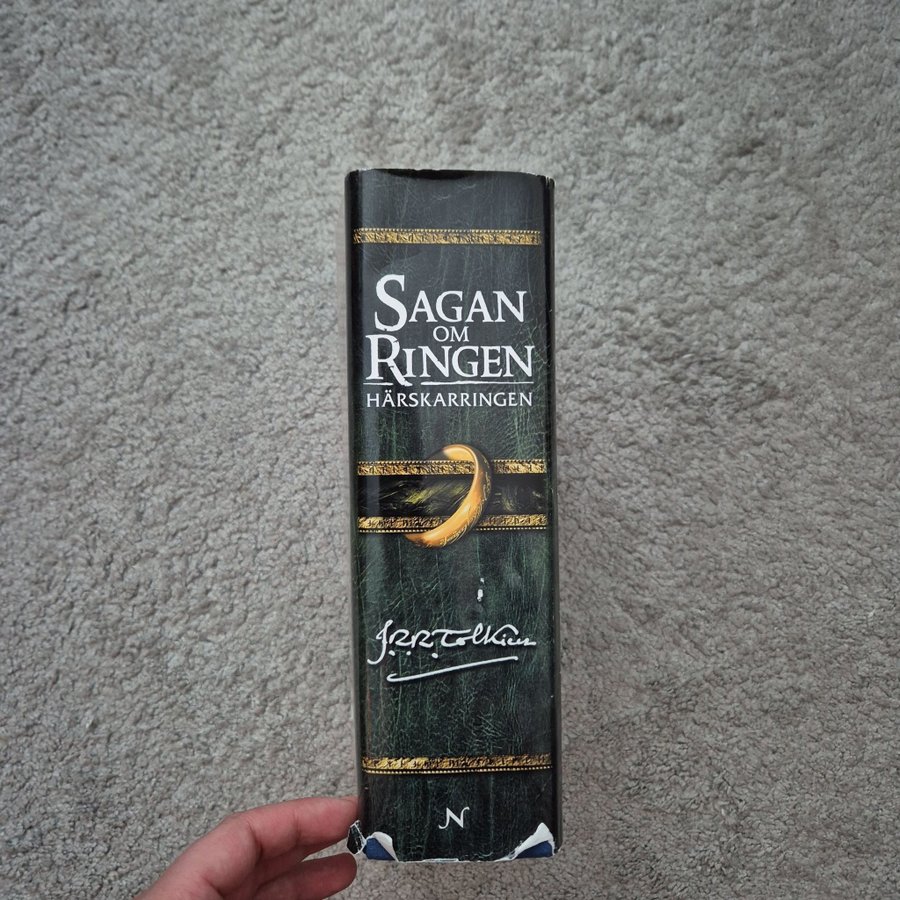 SAGAN
OM
RINGEN
HÄRSKARRINGEN
J.R.R. Tolkien
N